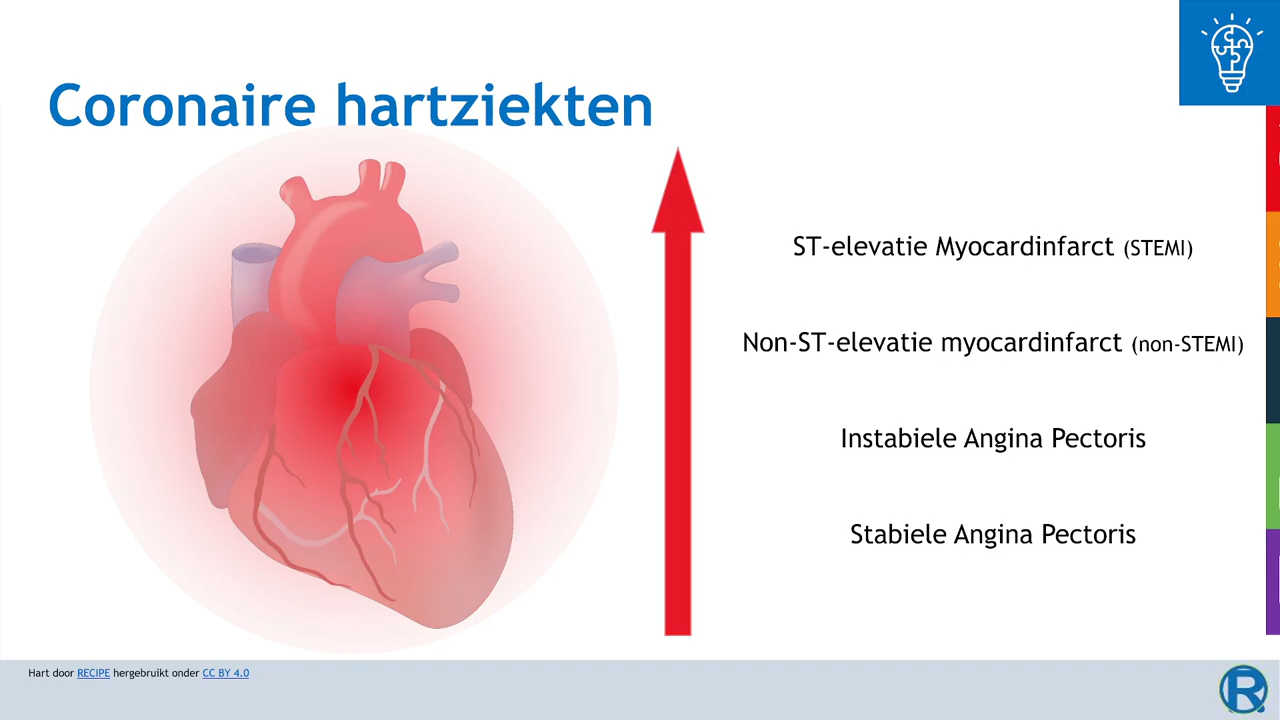 Coronaire hartziekten
ST-elevatie Myocardinfarct (STEMI)
Non-ST-elevatie myocardinfarct (non-STEMI)
Instabiele Angina Pectoris
Stabiele Angina Pectoris
Hart door RECIPE hergebruikt onder CC BY 4.0
R